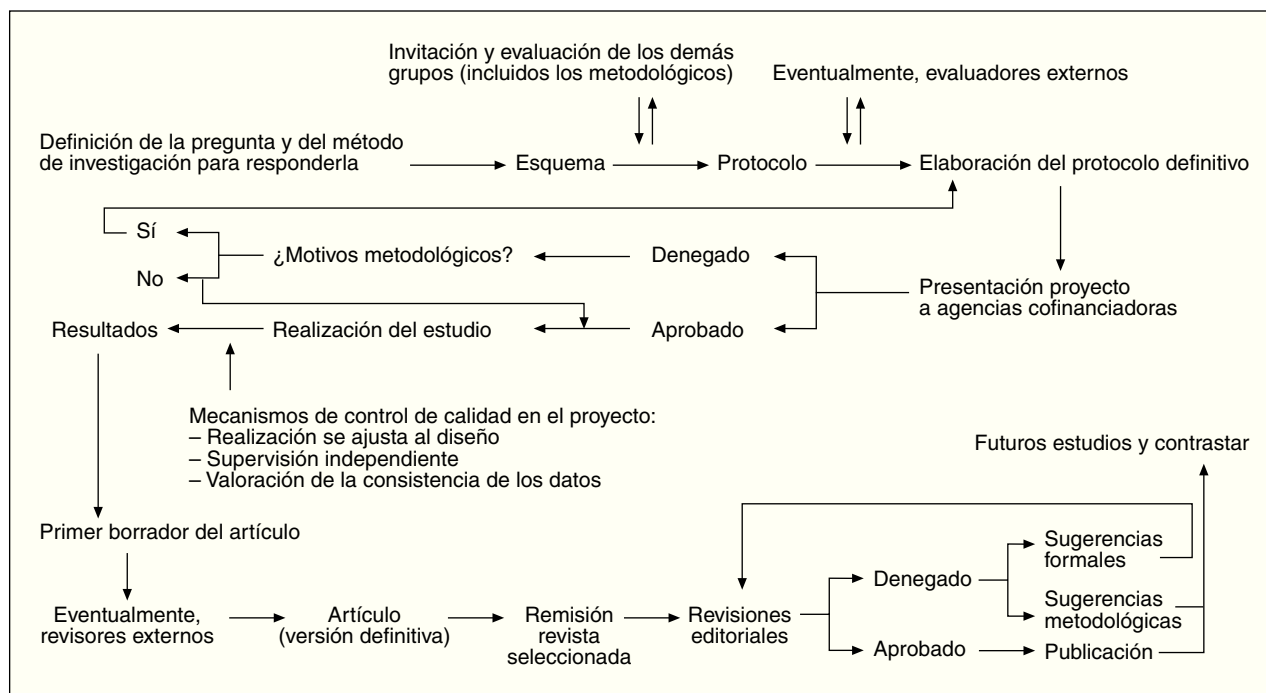 Invitación y evaluación de los demás
grupos (incluidos los metodológicos)
Eventualmente, evaluadores externos
Definición de la pregunta y del método
de investigación para responderla
Esquema
Protocolo
Elaboración del protocolo definitivo
Sí
No
¿Motivos metodológicos?
Denegado
Presentación proyecto
a agencias cofinanciadoras
Resultados
Realización del estudio
Aprobado
Mecanismos de control de calidad en el proyecto:
– Realización se ajusta al diseño
– Supervisión independiente
– Valoración de la consistencia de los datos
Futuros estudios y contrastar
Primer borrador del artículo
Eventualmente,
revisores externos
Artículo
(versión definitiva)
Remisión
revista
seleccionada
Revisiones
editoriales
Denegado
Sugerencias
formales
Sugerencias
metodológicas
Aprobado
Publicación